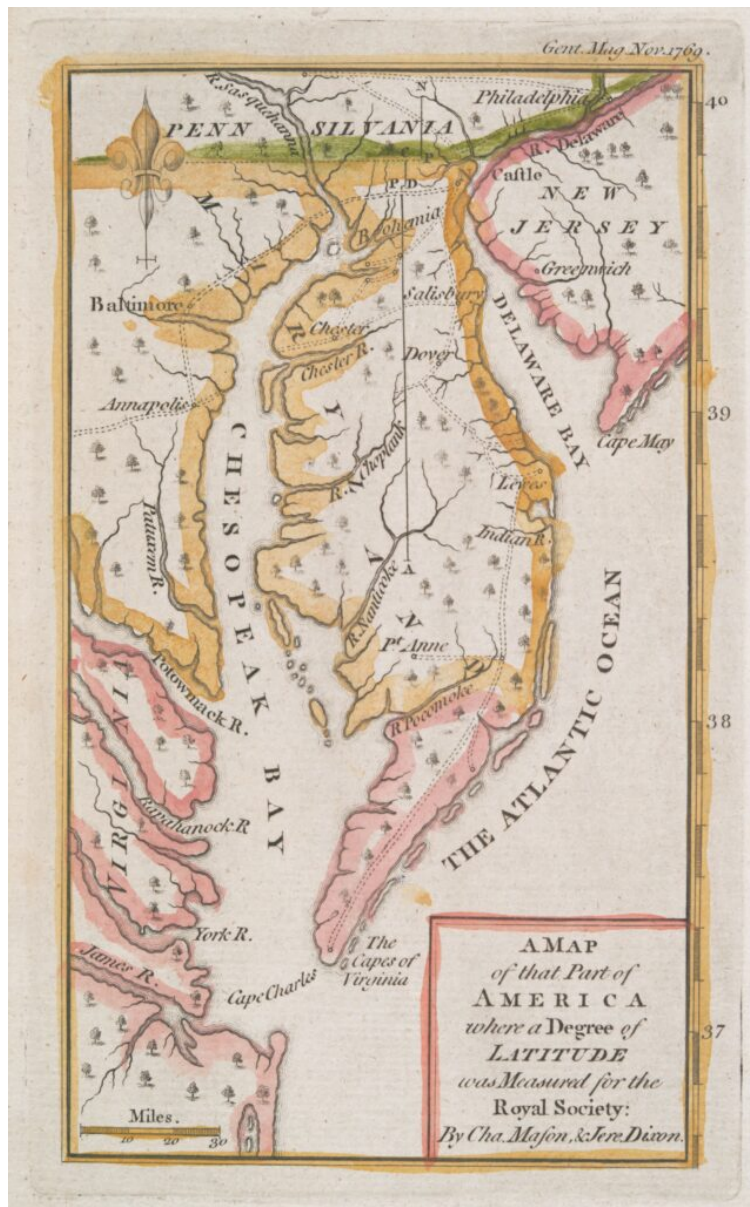 Gent. Mag. Nov. 1769.
40
Philadelphia
N
R. Sasquehanna
PENN SILVANIA
R. Delaware
C P
Castle
P D
NEW
JERSEY
Bohemia
Greenwich
Baltimore
Salisbury
DELAWARE BAY
Chester
Chester R.
Dover
39
Annapolis
Cape May
R. Choptank
Lewes
Patuxem R.
Indian R.
CHESOPEAK BAY
A
R. Nanticoke
Pt. Anne
MARYLAND
Potowmack R.
R Pocomoke
38
THE ATLANTIC OCEAN
VIRGINIA
Rapahanock R
York R.
James R.
The
Capes of
Virginia
Cape Charles
37
A MAP
of that Part of
AMERICA
where a Degree of
LATITUDE
was Measured for the
Royal Society:
By Cha. Mason, & Jere. Dixon.
Miles.
10 20 30